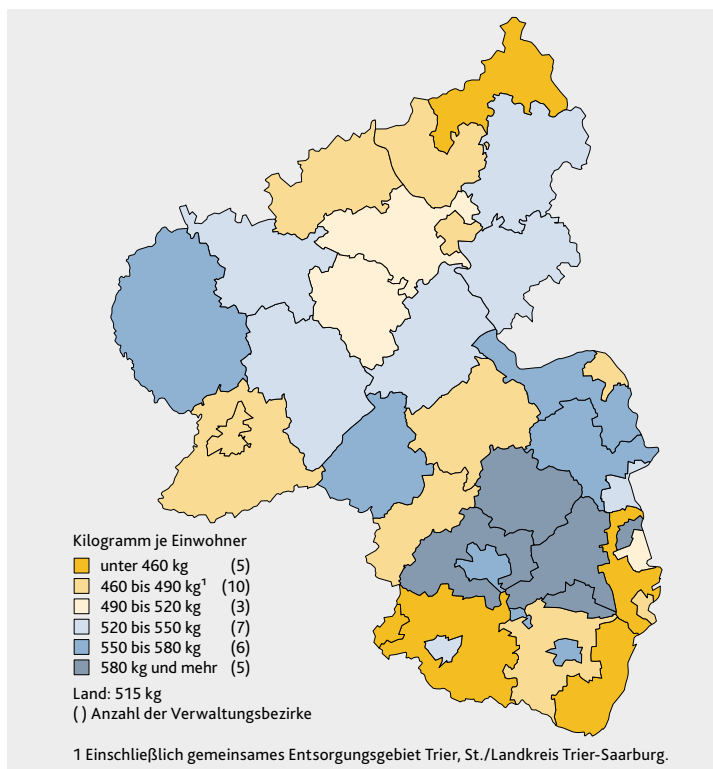 Kilogramm je Einwohner
unter 460 kg (5)
460 bis 490 kg¹ (10)
490 bis 520 kg (3)
520 bis 550 kg (7)
550 bis 580 kg (6)
580 kg und mehr (5)
Land: 515 kg
( ) Anzahl der Verwaltungsbezirke
1 Einschließlich gemeinsames Entsorgungsgebiet Trier, St./Landkreis Trier-Saarburg.